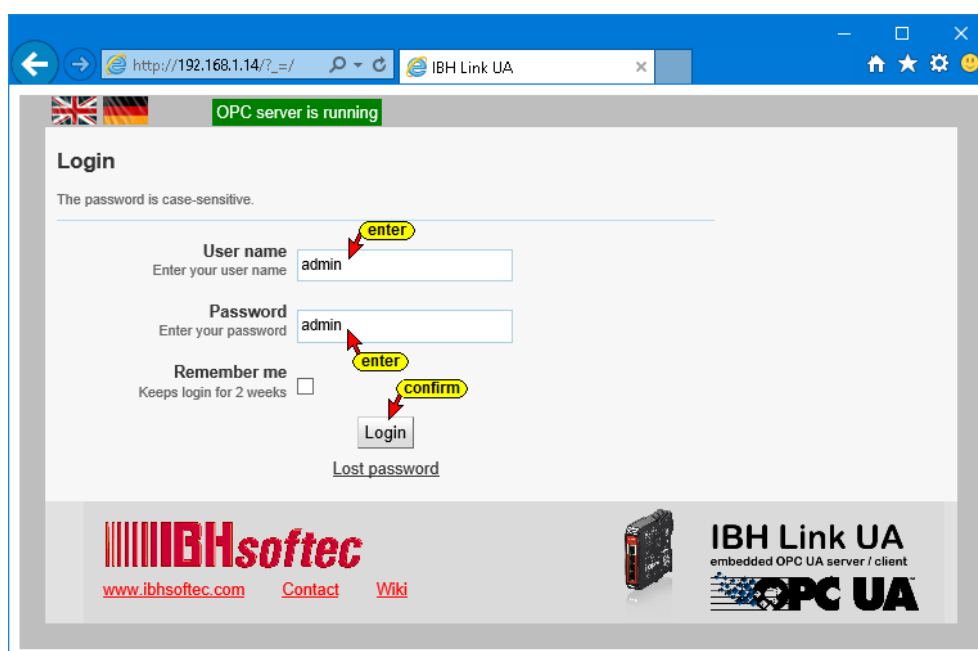 http://192.168.1.14/?_=/
IBH Link UA
OPC server is running
Login
The password is case-sensitive.
enter
User name
Enter your user name
admin
Password
Enter your password
admin
enter
Remember me
Keeps login for 2 weeks
confirm
Login
Lost password
IBHsoftec
www.ibhsoftec.com Contact Wiki
IBH Link UA
embedded OPC UA server / client
OPC UA